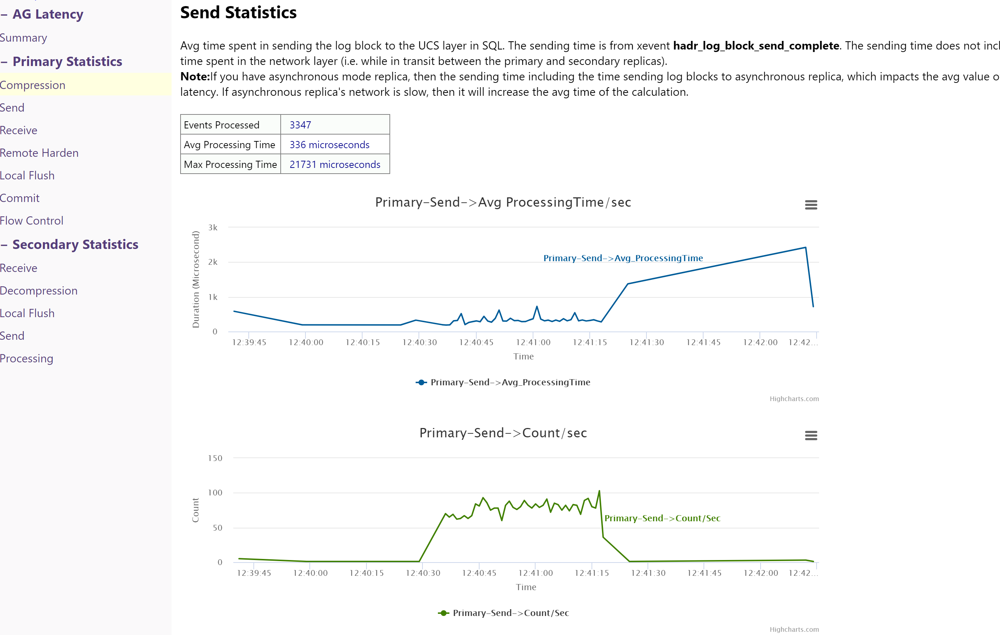 − AG Latency
Summary
− Primary Statistics
Compression
Send
Receive
Remote Harden
Local Flush
Commit
Flow Control
− Secondary Statistics
Receive
Decompression
Local Flush
Send
Processing
Send Statistics
Avg time spent in sending the log block to the UCS layer in SQL. The sending time is from xevent hadr_log_block_send_complete. The sending time does not
time spent in the network layer (i.e. while in transit between the primary and secondary replicas).
Note:If you have asynchronous mode replica, then the sending time including the time sending log blocks to asynchronous replica, which impacts the avg value
latency. If asynchronous replica's network is slow, then it will increase the avg time of the calculation.
Events Processed 3347
Avg Processing Time 336 microseconds
Max Processing Time 21731 microseconds
Primary-Send->Avg ProcessingTime/sec
Duration (Microsecond)
3k
2k
1k
0
Primary-Send->Avg_ProcessingTime
12:39:45 12:40:00 12:40:15 12:40:30 12:40:45 12:41:00 12:41:15 12:41:30 12:41:45 12:42:00 12:42...
Time
Primary-Send->Avg_ProcessingTime
Highcharts.com
Primary-Send->Count/sec
Count
150
100
50
0
Primary-Send->Count/Sec
12:39:45 12:40:00 12:40:15 12:40:30 12:40:45 12:41:00 12:41:15 12:41:30 12:41:45 12:42:00 12:42...
Time
Primary-Send->Count/Sec
Highcharts.com